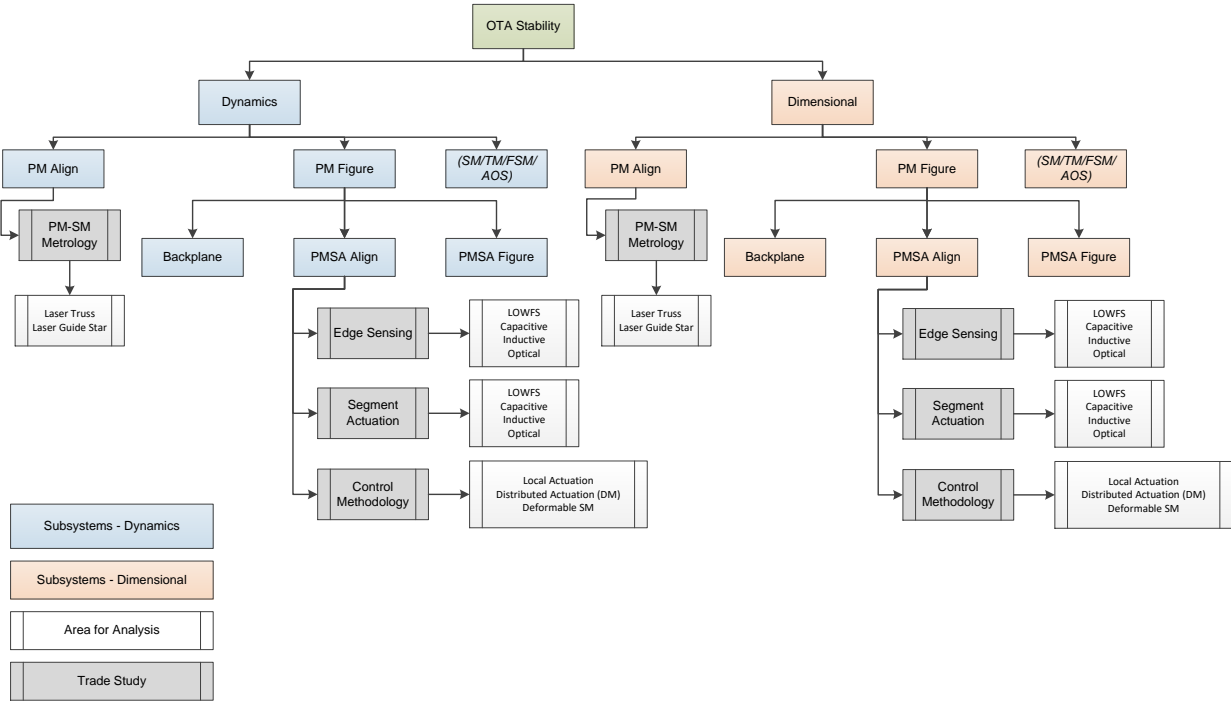 OTA Stability
Dynamics
Dimensional
PM Align
PM Figure
(SM/TM/FSM/
AOS)
PM Align
PM Figure
(SM/TM/FSM/
AOS)
PM-SM
Metrology
Backplane
PMSA Align
PMSA Figure
PM-SM
Metrology
Backplane
PMSA Align
PMSA Figure
Laser Truss
Laser Guide Star
Edge Sensing
LOWFS
Capacitive
Inductive
Optical
Laser Truss
Laser Guide Star
Edge Sensing
LOWFS
Capacitive
Inductive
Optical
Segment
Actuation
LOWFS
Capacitive
Inductive
Optical
Segment
Actuation
LOWFS
Capacitive
Inductive
Optical
Control
Methodology
Local Actuation
Distributed Actuation (DM)
Deformable SM
Control
Methodology
Local Actuation
Distributed Actuation (DM)
Deformable SM
Subsystems - Dynamics
Subsystems - Dimensional
Area for Analysis
Trade Study